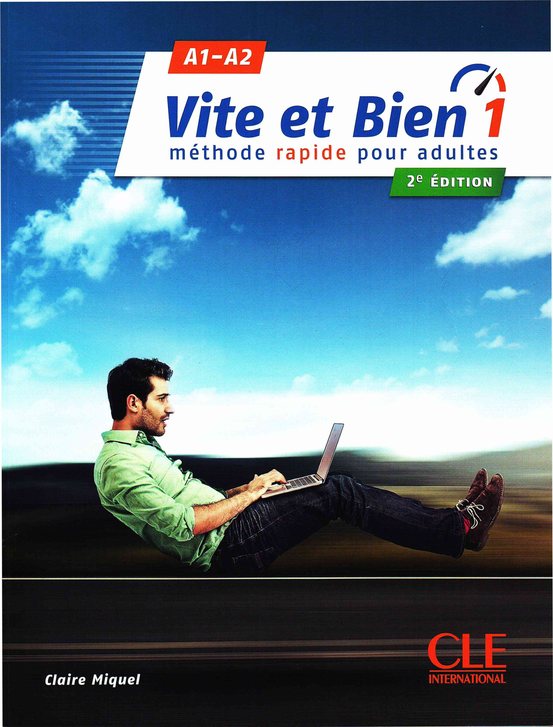 A1-A2
Vite et Bien 1
méthode rapide pour adultes
2e ÉDITION
Claire Miquel
CLE
INTERNATIONAL